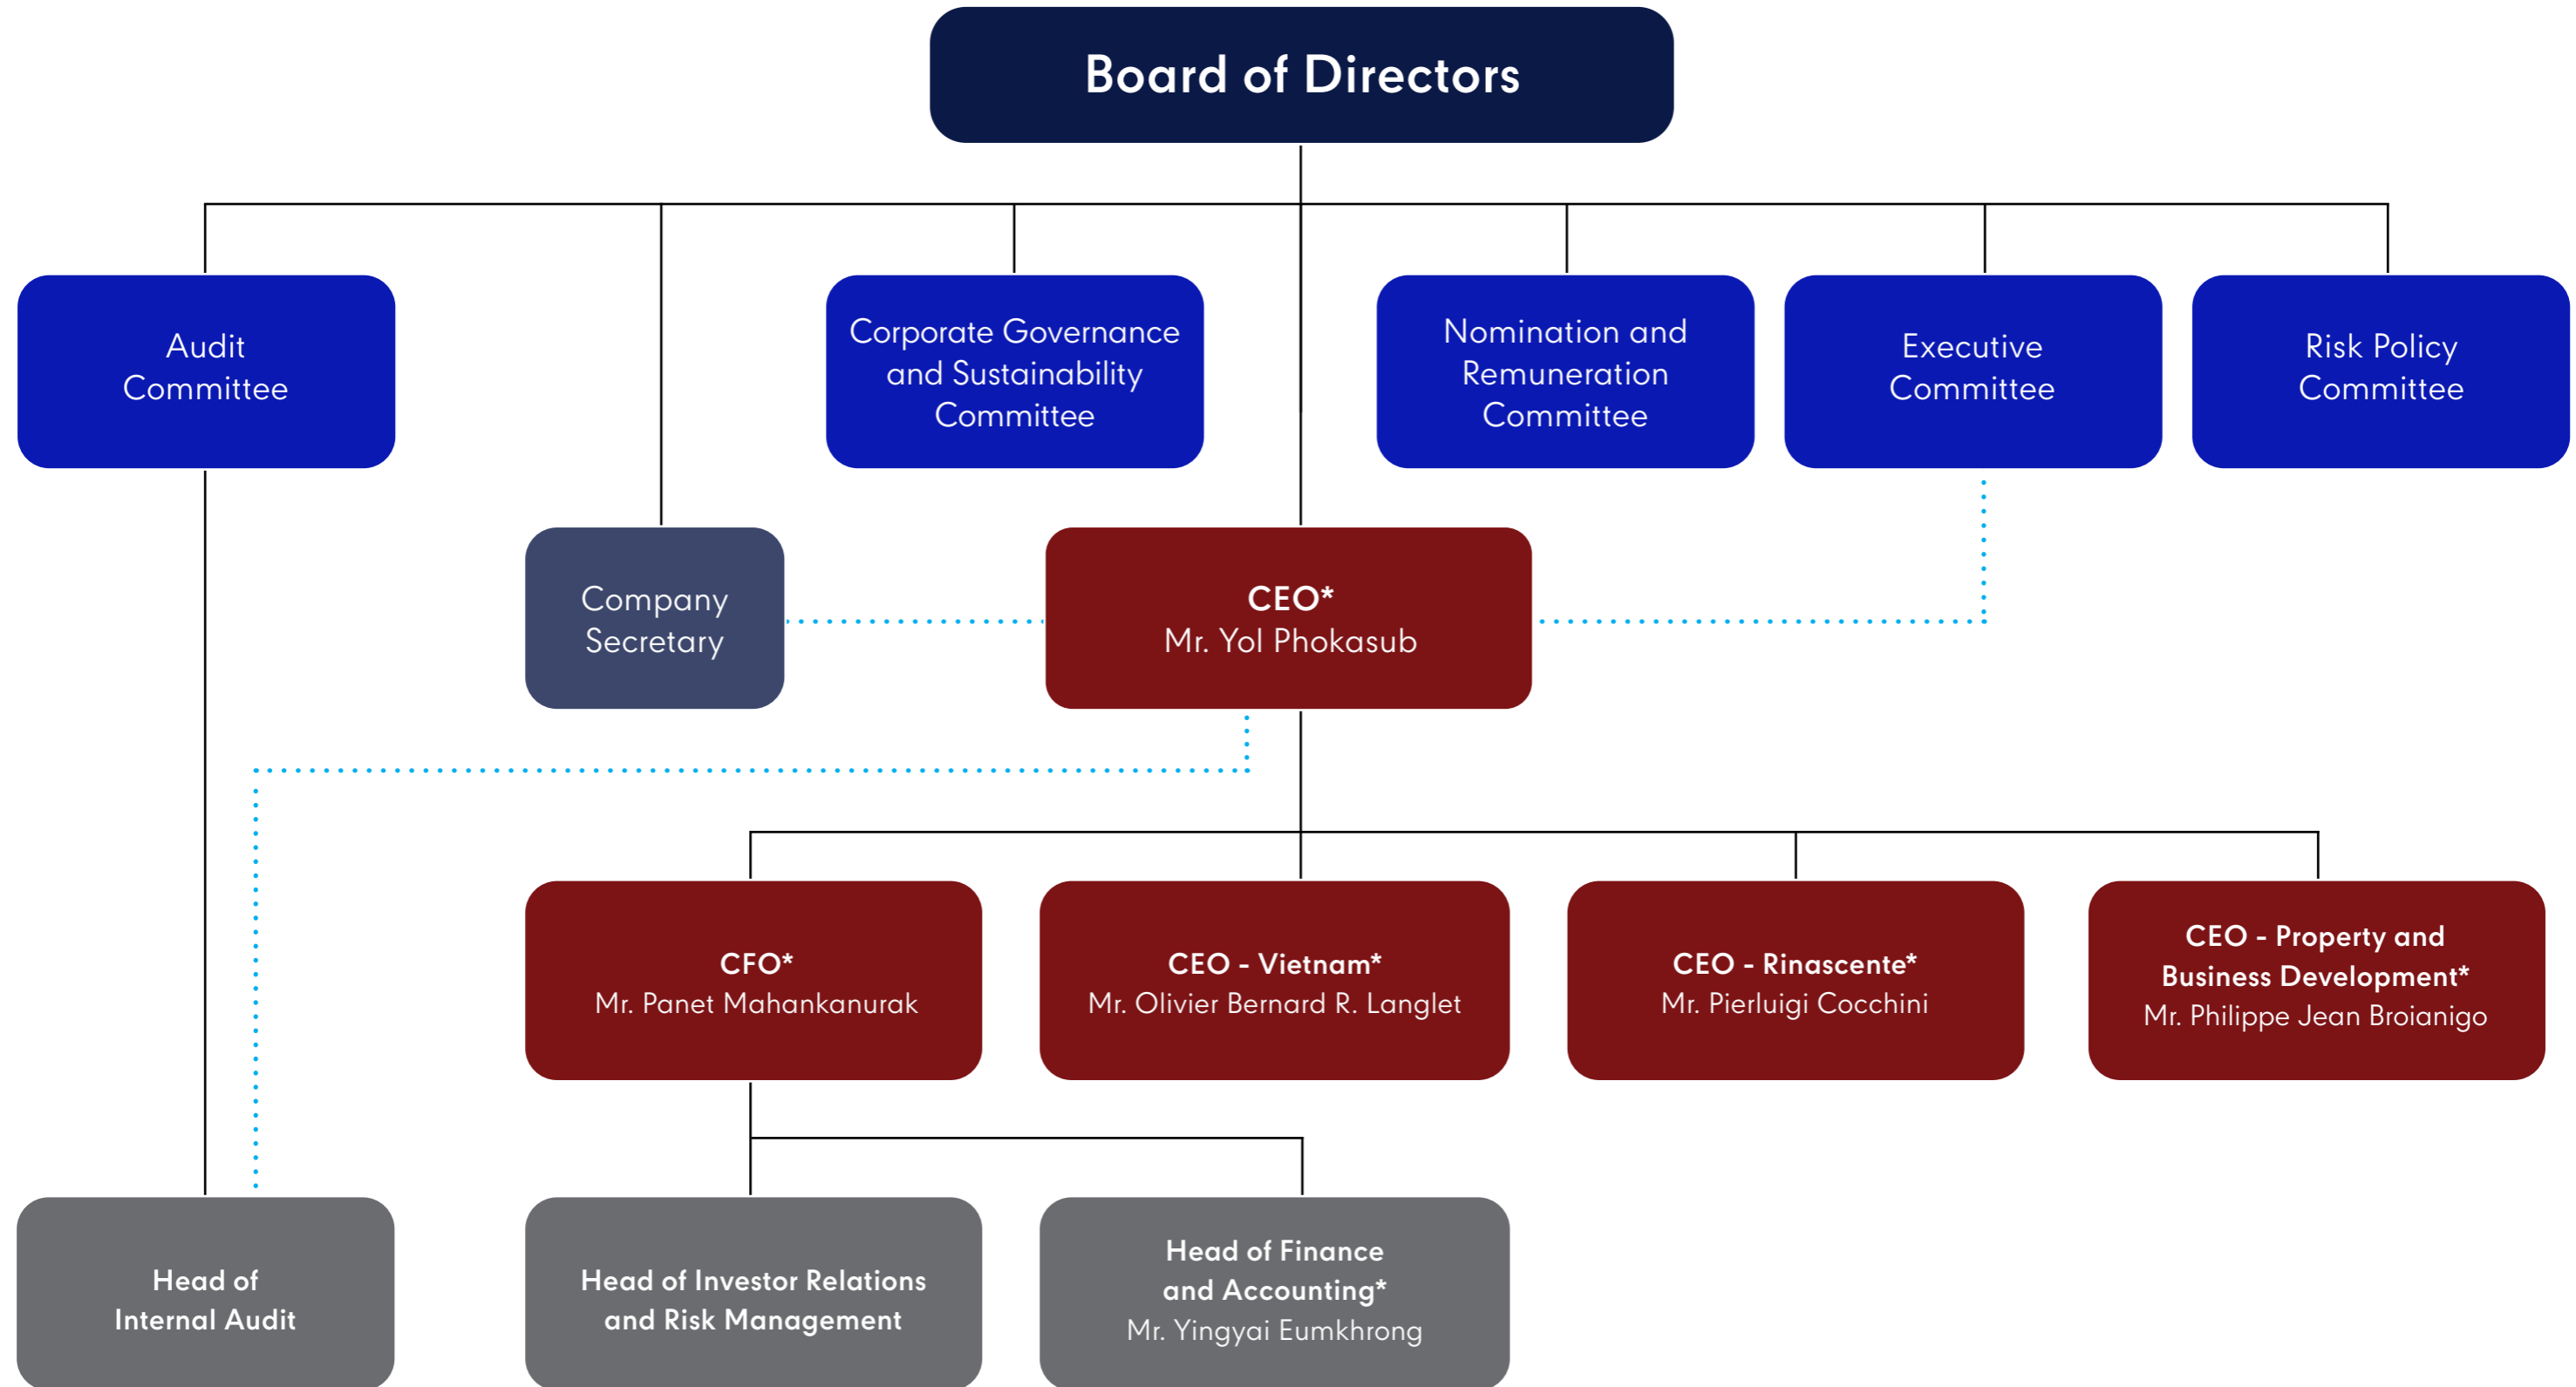 Board of Directors
Audit
Committee
Corporate Governance
and Sustainability
Committee
Nomination and
Remuneration
Committee
Executive
Committee
Risk Policy
Committee
Company
Secretary
CEO*
Mr. Yol Phokasub
CFO*
Mr. Panet Mahankanurak
CEO - Vietnam*
Mr. Olivier Bernard R. Langlet
CEO - Rinascente*
Mr. Pierluigi Cocchini
CEO - Property and
Business Development*
Mr. Philippe Jean Broianigo
Head of
Internal Audit
Head of Investor Relations
and Risk Management
Head of Finance
and Accounting*
Mr. Yingyai Eumkhrong